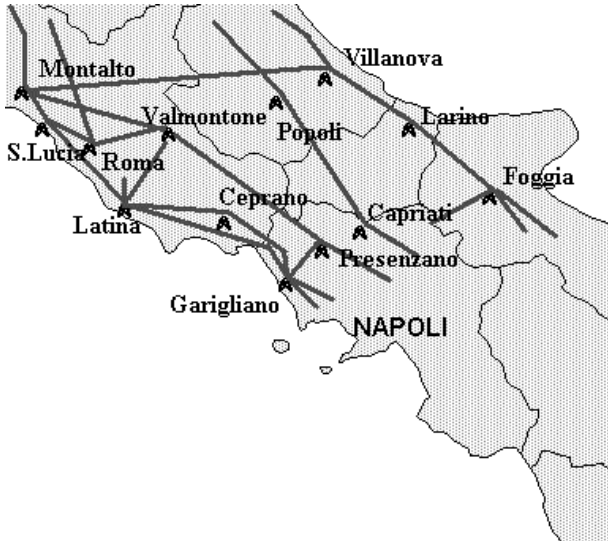 Villanova
Montalto
Valmontone
Larino
Popoli
S.Lucia
Roma
Foggia
Ceprano
Capriati
Latina
Presenzano
Garigliano
NAPOLI